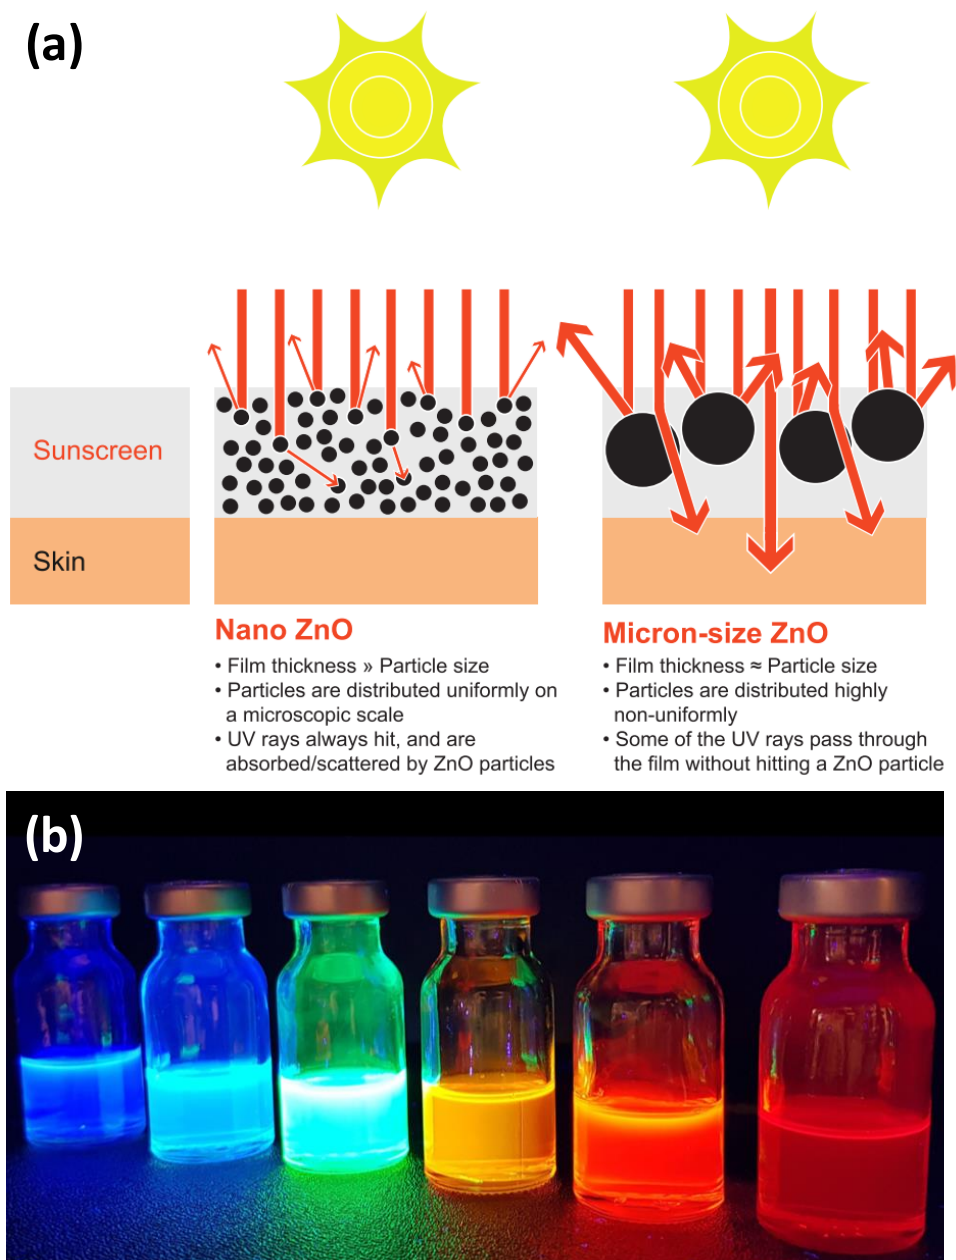 (a)
Sunscreen
Skin
Nano ZnO
• Film thickness » Particle size
• Particles are distributed uniformly on
a microscopic scale
• UV rays always hit, and are
absorbed/scattered by ZnO particles
Micron-size ZnO
• Film thickness ≈ Particle size
• Particles are distributed highly
non-uniformly
• Some of the UV rays pass through
the film without hitting a ZnO particle
(b)